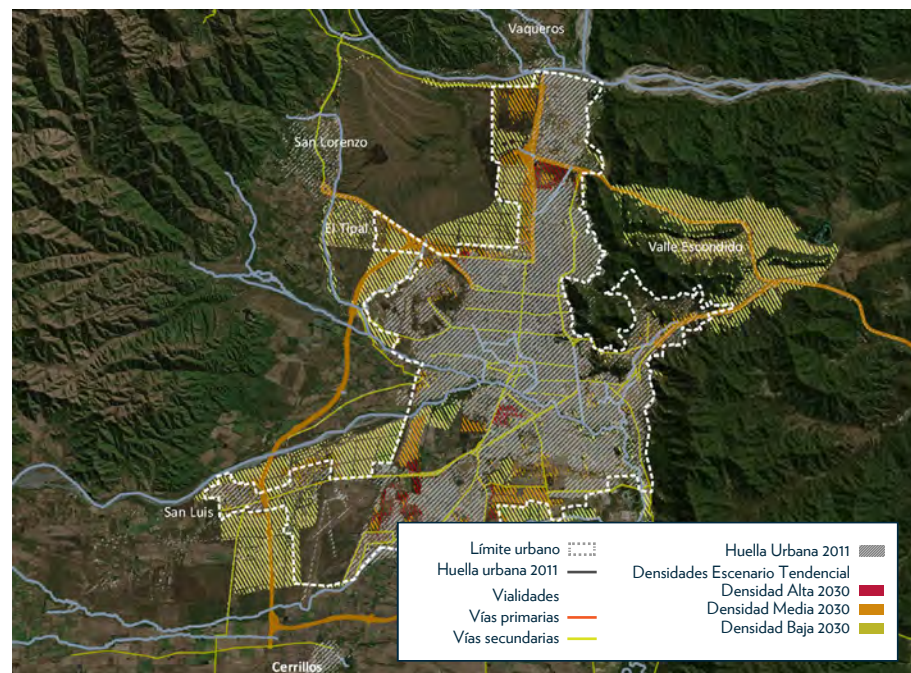 Vaqueros
San Lorenzo
El Tipal
Valle Escondido
San Luis
Límite urbano
Huella urbana 2011
Vialidades
Vías primarias
Vías secundarias
Huella Urbana 2011
Densidades Escenario Tendencial
Densidad Alta 2030
Densidad Media 2030
Densidad Baja 2030
Cerrillos